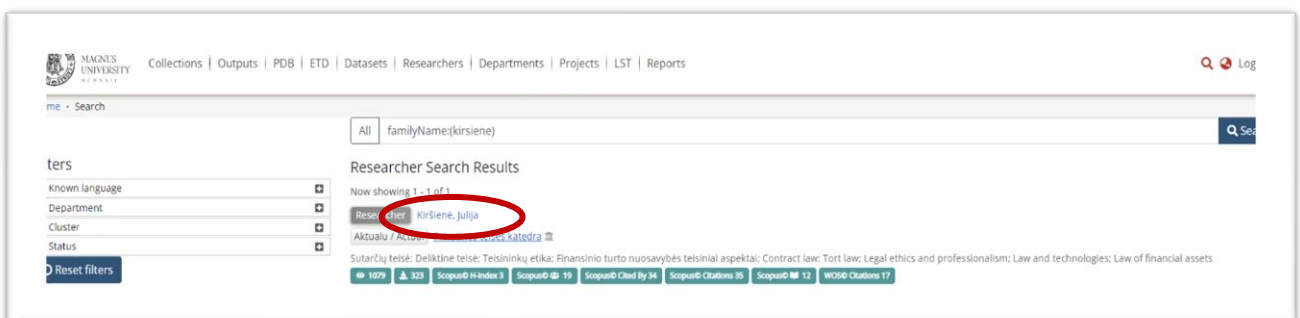 MAGNUS
UNIVERSITY
Collections | Outputs | PDB | ETD | Datasets | Researchers | Departments | Projects | LST | Reports
Log
me • Search
All familyName:(kirsiene)
Sea
ters
Known language
Department
Cluster
Status
Reset filters
Researcher Search Results
Now showing 1 - 1 of 1
Researcher Kiršienė, Julija
Aktualu / Actual teisės katedra
Sutarčių teisė; Deliktinė teisė; Teisininkų etika; Finansinio turto nuosavybės teisiniai aspektai; Contract law; Tort law; Legal ethics and professionalism; Law and technologies; Law of financial assets
1079 323 Scopus© H-Index 3 Scopus© 19 Scopus© Cited By 34 Scopus© Citations 35 Scopus© 12 WOS© Citations 17